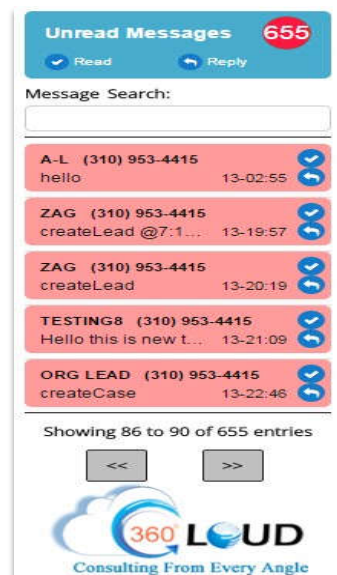 Unread Messages 655
Read Reply
Message Search:
A-L (310) 953-4415
hello 13-02:55
ZAG (310) 953-4415
createLead @7:1... 13-19:57
ZAG (310) 953-4415
createLead 13-20:19
TESTING8 (310) 953-4415
Hello this is new t... 13-21:09
ORG LEAD (310) 953-4415
createCase 13-22:46
Showing 86 to 90 of 655 entries
<< >>
360° LOUD
Consulting From Every Angle